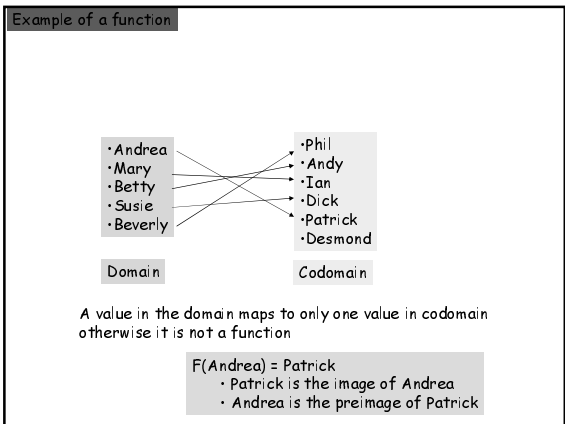 Example of a function
•Andrea
•Mary
•Betty
•Susie
•Beverly
•Phil
•Andy
•Ian
•Dick
•Patrick
•Desmond
Domain
Codomain
A value in the domain maps to only one value in codomain
otherwise it is not a function
F(Andrea) = Patrick
• Patrick is the image of Andrea
• Andrea is the preimage of Patrick